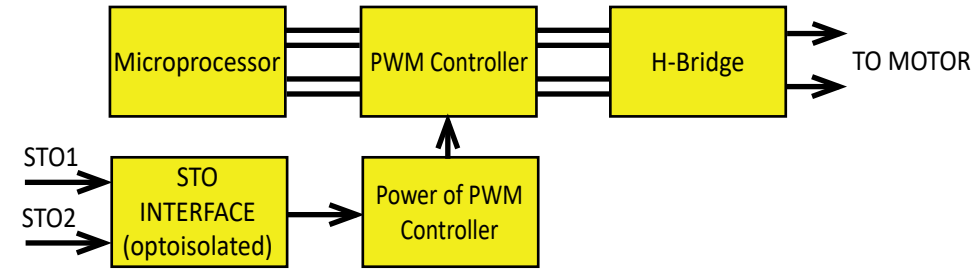 Microprocessor
PWM Controller
H-Bridge
TO MOTOR
STO1
STO2
STO
INTERFACE
(optoisolated)
Power of PWM
Controller